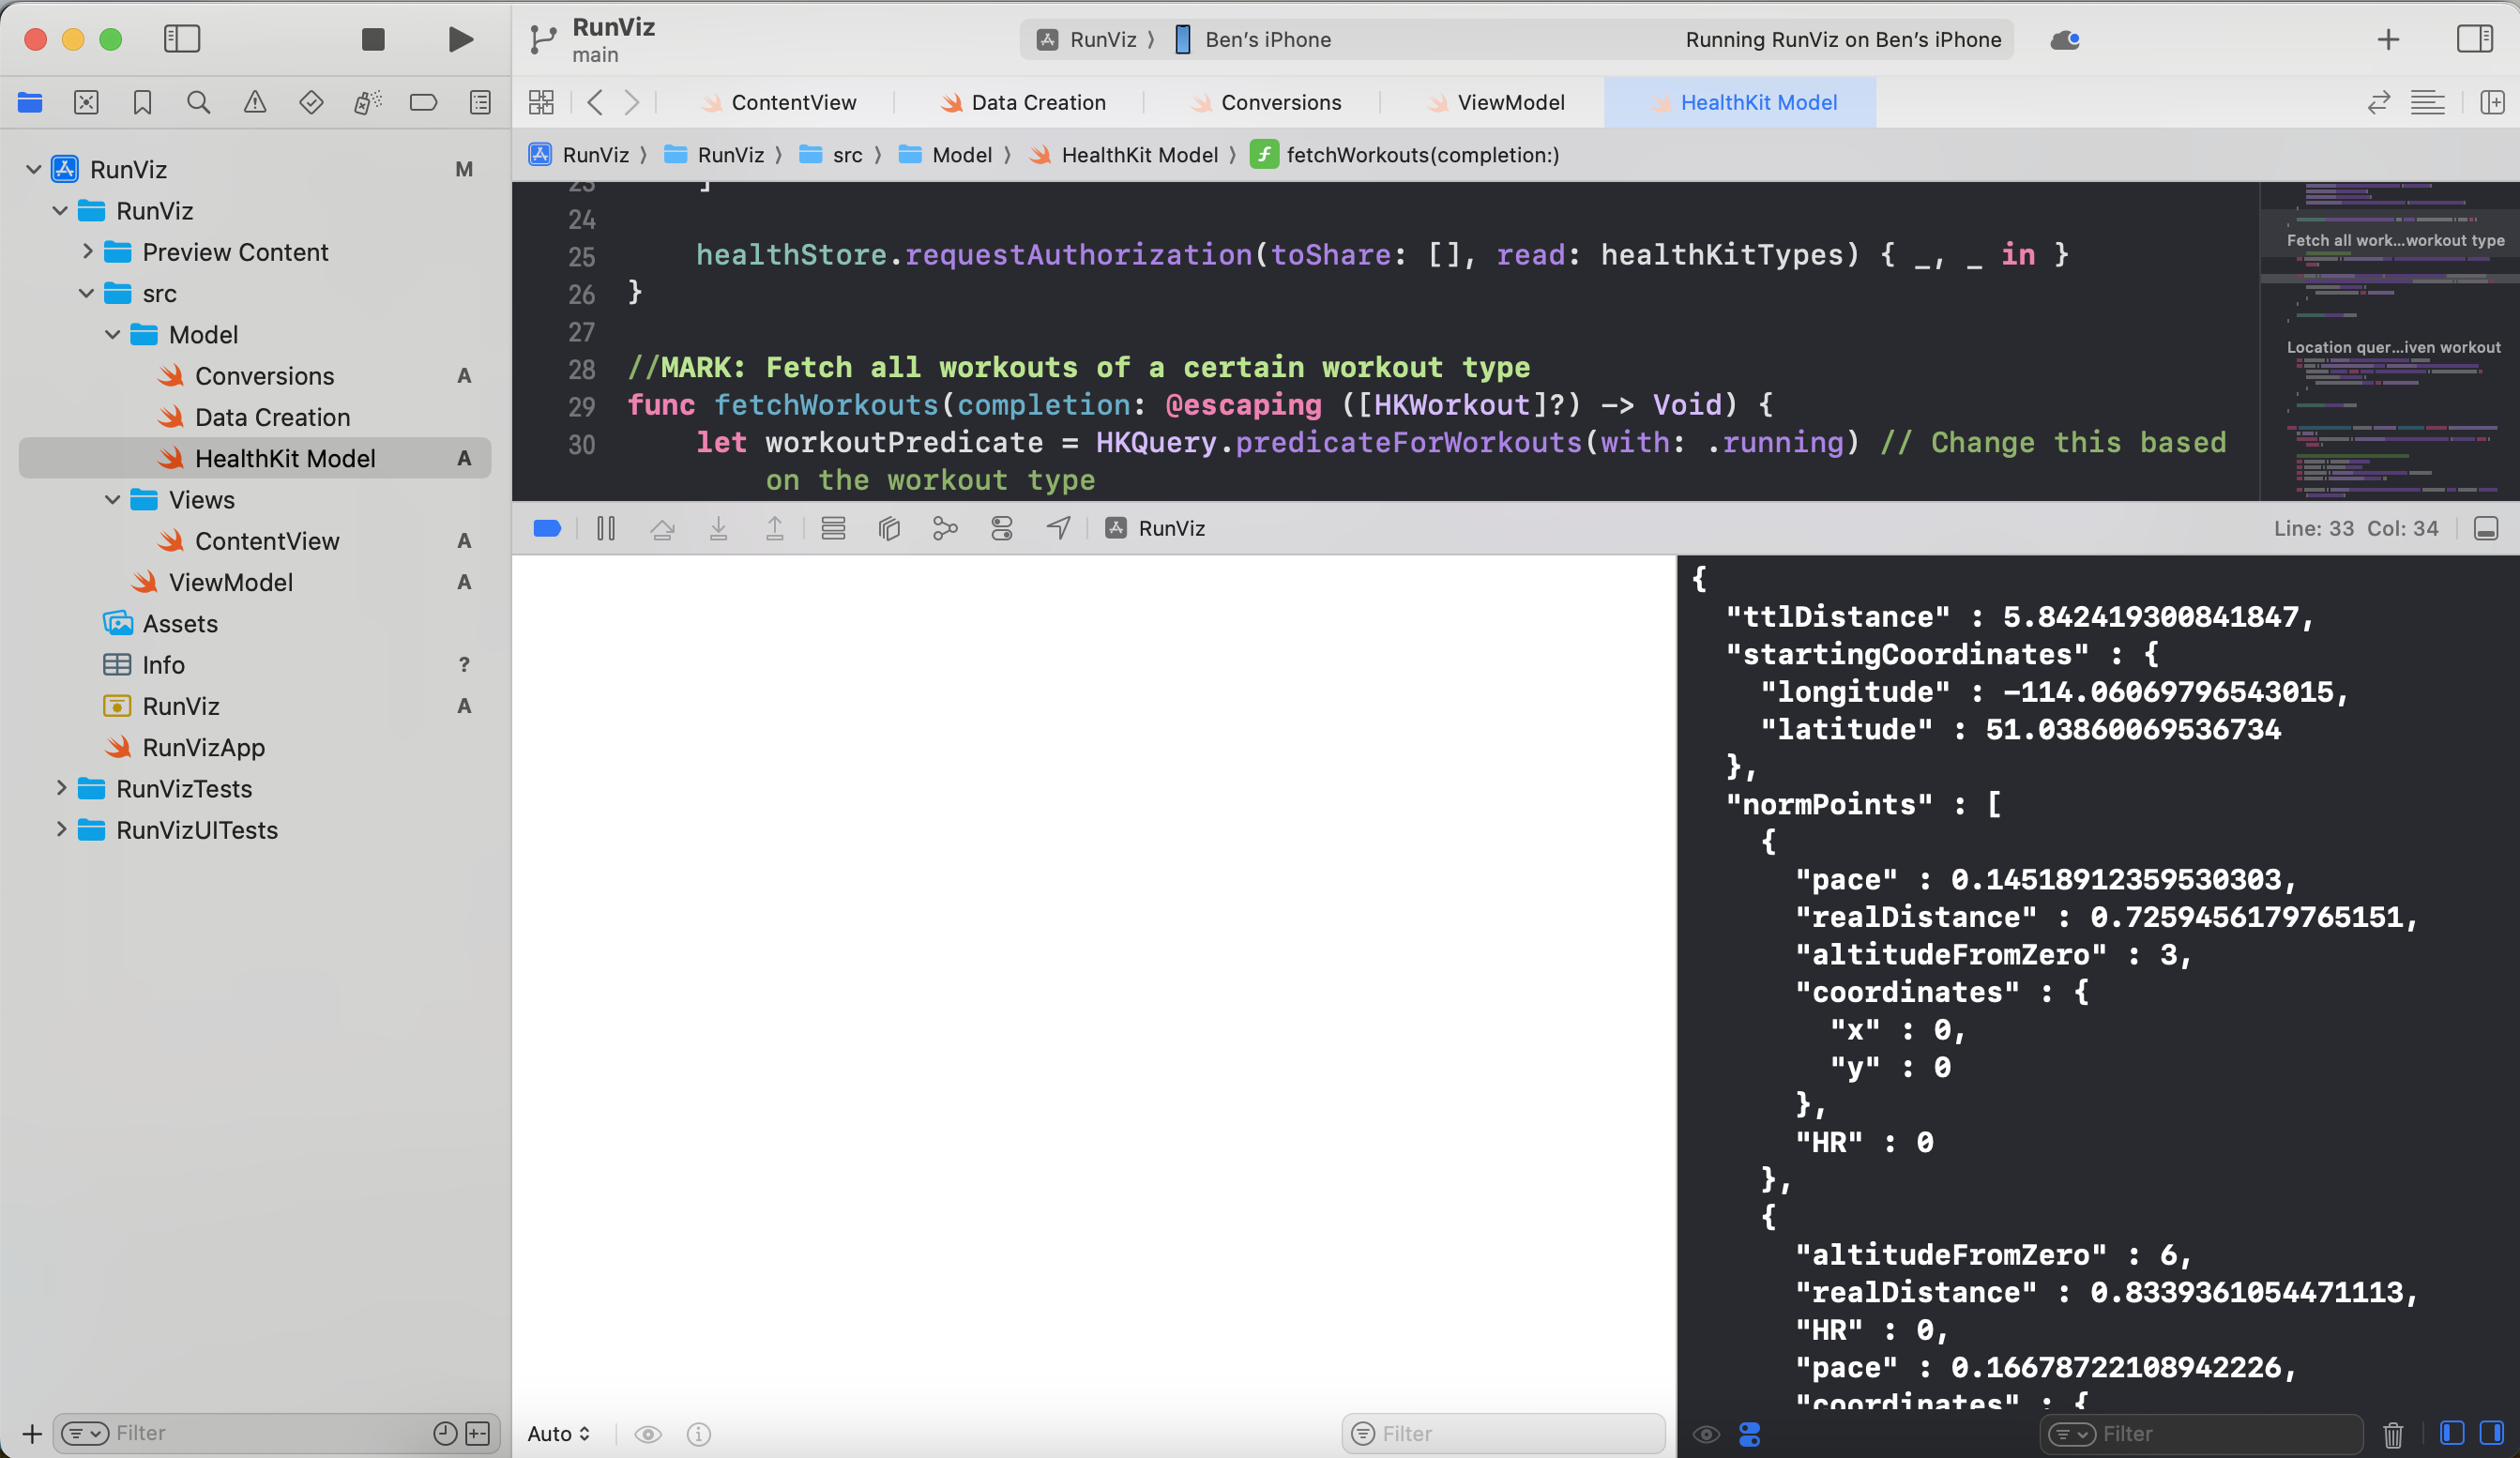 RunViz
main
RunViz
Ben's iPhone
Running RunViz on Ben's iPhone
ContentView
Data Creation
Conversions
ViewModel
HealthKit Model
RunViz
RunViz
src
Model
HealthKit Model
fetchWorkouts(completion:)
RunViz M
RunViz
Preview Content
src
Model
Conversions A
Data Creation
HealthKit Model A
Views
ContentView A
ViewModel A
Assets
Info ?
RunViz A
RunVizApp
RunVizTests
RunVizUITests
Filter
23 ]
24
25 healthStore.requestAuthorization(toShare: [], read: healthKitTypes) { _, _ in }
26 }
27
28 //MARK: Fetch all workouts of a certain workout type
29 func fetchWorkouts(completion: @escaping ([HKWorkout]?) -> Void) {
30 let workoutPredicate = HKQuery.predicateForWorkouts(with: .running) // Change this based
on the workout type
Fetch all work...workout type
Location quer...iven workout
RunViz
Line: 33 Col: 34
{
"ttlDistance" : 5.842419300841847,
"startingCoordinates" : {
"longitude" : -114.06069796543015,
"latitude" : 51.03860069536734
},
"normPoints" : [
{
"pace" : 0.14518912359530303,
"realDistance" : 0.7259456179765151,
"altitudeFromZero" : 3,
"coordinates" : {
"x" : 0,
"y" : 0
},
"HR" : 0
},
{
"altitudeFromZero" : 6,
"realDistance" : 0.8339361054471113,
"HR" : 0,
"pace" : 0.16678722108942226,
"coordinates" : {
Auto
Filter
Filter